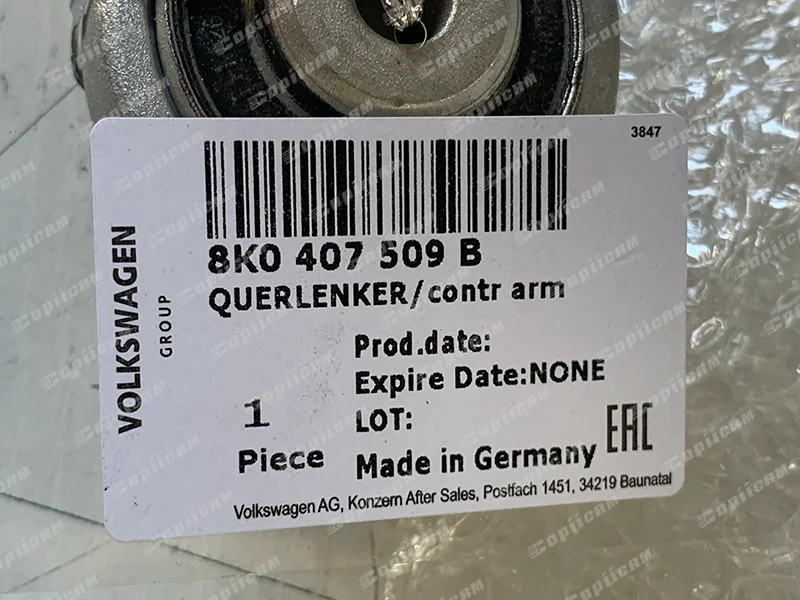 3847
8K0 407 509 B
QUERLENKER/contr arm
VOLKSWAGEN
GROUP
Prod.date:
Expire Date:NONE
1
LOT:
Piece
Made in Germany
EAC
Volkswagen AG, Konzern After Sales, Postfach 1451, 34219 Baunatal
CopiiCAM